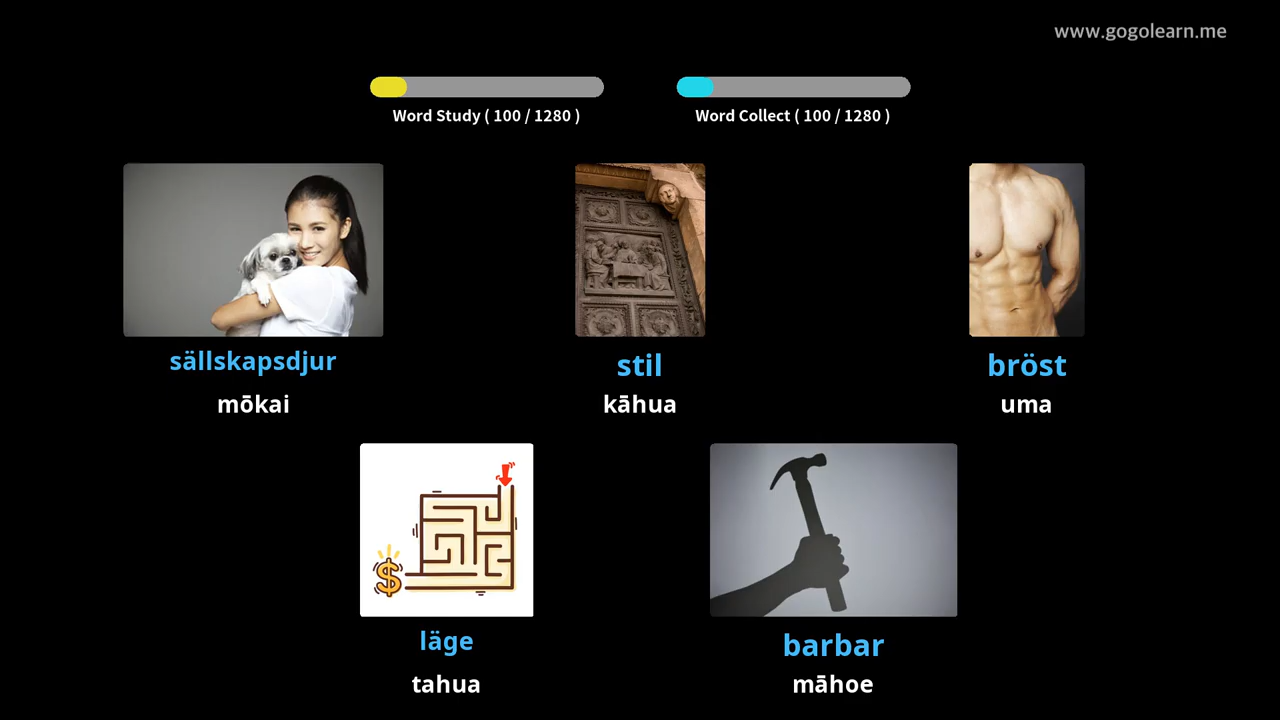 www.gogolearn.me
Word Study ( 100 / 1280 )
Word Collect ( 100 / 1280 )
sällskapsdjur
mōkai
stil
kāhua
bröst
uma
$
läge
tahua
barbar
māhoe